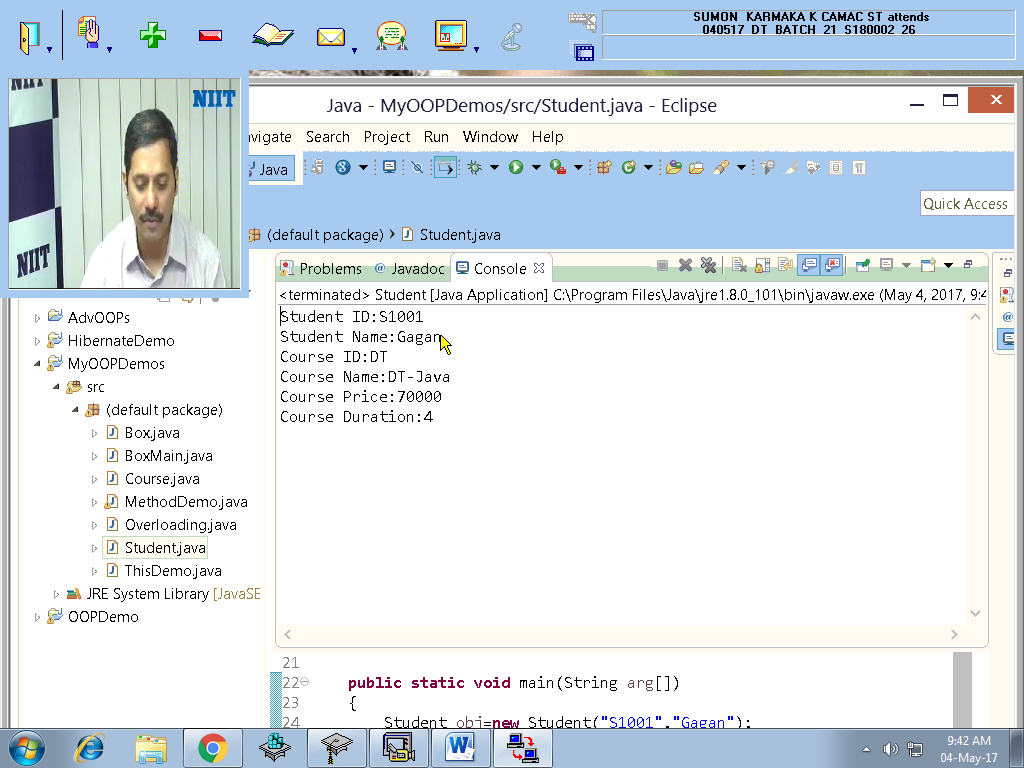 SUMON KARMAKA K CAMAC ST attends
040517 DT BATCH 21 S180002 26
NIIT
NIIT
Java - MyOOPDemos/src/Student.java - Eclipse
vigate Search Project Run Window Help
Java
Quick Access
(default package) > Student.java
Problems @ Javadoc Console
<terminated> Student [Java Application] C:\Program Files\Java\jre1.8.0_101\bin\javaw.exe (May 4, 2017, 9:4
Student ID:S1001
Student Name:Gagan
Course ID:DT
Course Name:DT-Java
Course Price:70000
Course Duration:4
AdvOOPs
HibernateDemo
MyOOPDemos
src
(default package)
Box.java
BoxMain.java
Course.java
MethodDemo.java
Overloading.java
Student.java
ThisDemo.java
JRE System Library [JavaSE
OOPDemo
21
22 public static void main(String arg[])
23 {
24 Student obj=new Student("S1001","Gagan");
9:42 AM
04-May-17